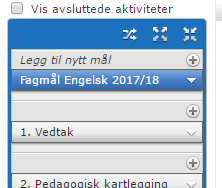 Vis avsluttede aktiviteter
Legg til nytt mål
Fagmål Engelsk 2017/18
1. Vedtak
2. Pedagogisk kartlegging